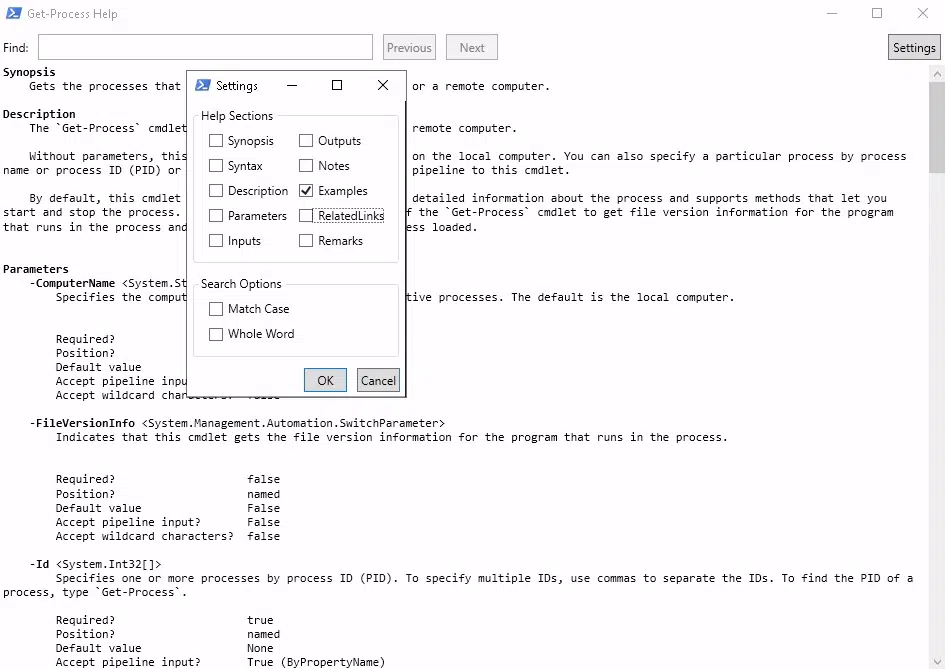 Get-Process Help
Find:
Previous
Next
Settings
Synopsis
Gets the processes that
or a remote computer.
Description
The `Get-Process` cmdlet
remote computer.
Without parameters, this
on the local computer. You can also specify a particular process by process
name or process ID (PID) or
pipeline to this cmdlet.
By default, this cmdlet
detailed information about the process and supports methods that let you
start and stop the process.
f the `Get-Process` cmdlet to get file version information for the program
that runs in the process and
ess loaded.
Parameters
-ComputerName <System.St
Specifies the comput
tive processes. The default is the local computer.
Required?
Position?
Default value
Accept pipeline inpu
Accept wildcard characters? false
-FileVersionInfo <System.Management.Automation.SwitchParameter>
Indicates that this cmdlet gets the file version information for the program that runs in the process.
Required? false
Position? named
Default value False
Accept pipeline input? False
Accept wildcard characters? false
-Id <System.Int32[]>
Specifies one or more processes by process ID (PID). To specify multiple IDs, use commas to separate the IDs. To find the PID of a
process, type `Get-Process`.
Required? true
Position? named
Default value None
Accept pipeline input? True (ByPropertyName)
Settings
Help Sections
Synopsis
Outputs
Syntax
Notes
Description
Examples
Parameters
RelatedLinks
Inputs
Remarks
Search Options
Match Case
Whole Word
OK
Cancel